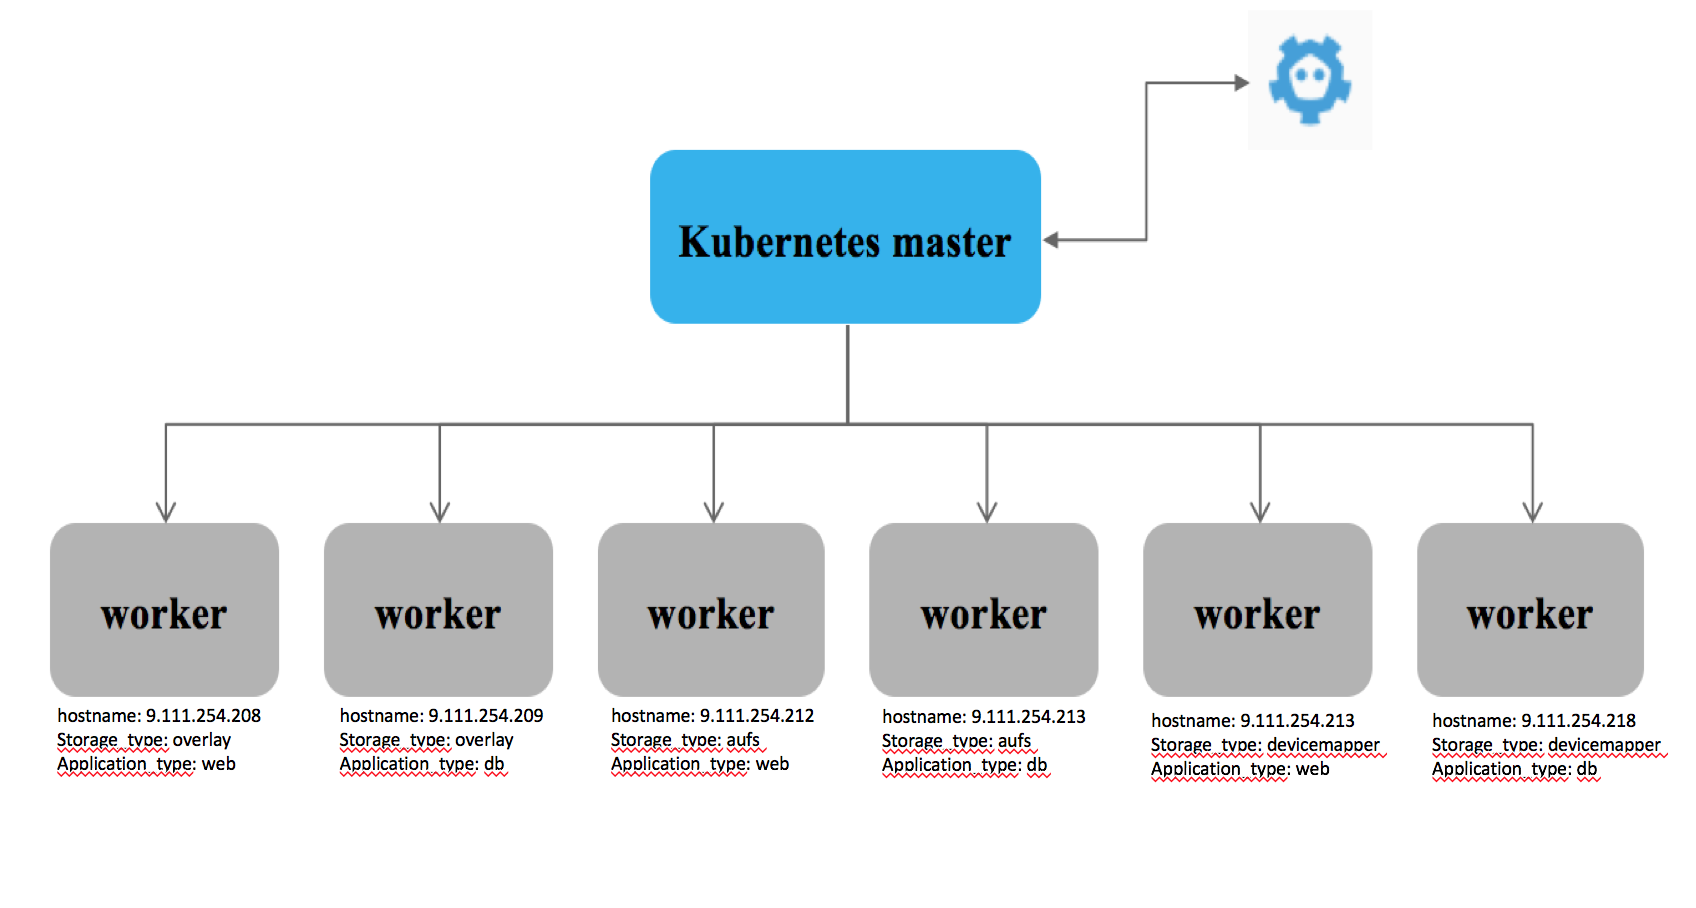 Kubernetes master
worker
worker
worker
worker
worker
worker
hostname: 9.111.254.208
Storage_type: overlay
Application_type: web
hostname: 9.111.254.209
Storage_type: overlay
Application_type: db
hostname: 9.111.254.212
Storage_type: aufs
Application_type: web
hostname: 9.111.254.213
Storage_type: aufs
Application_type: db
hostname: 9.111.254.213
Storage_type: devicemapper
Application_type: web
hostname: 9.111.254.218
Storage_type: devicemapper
Application_type: db